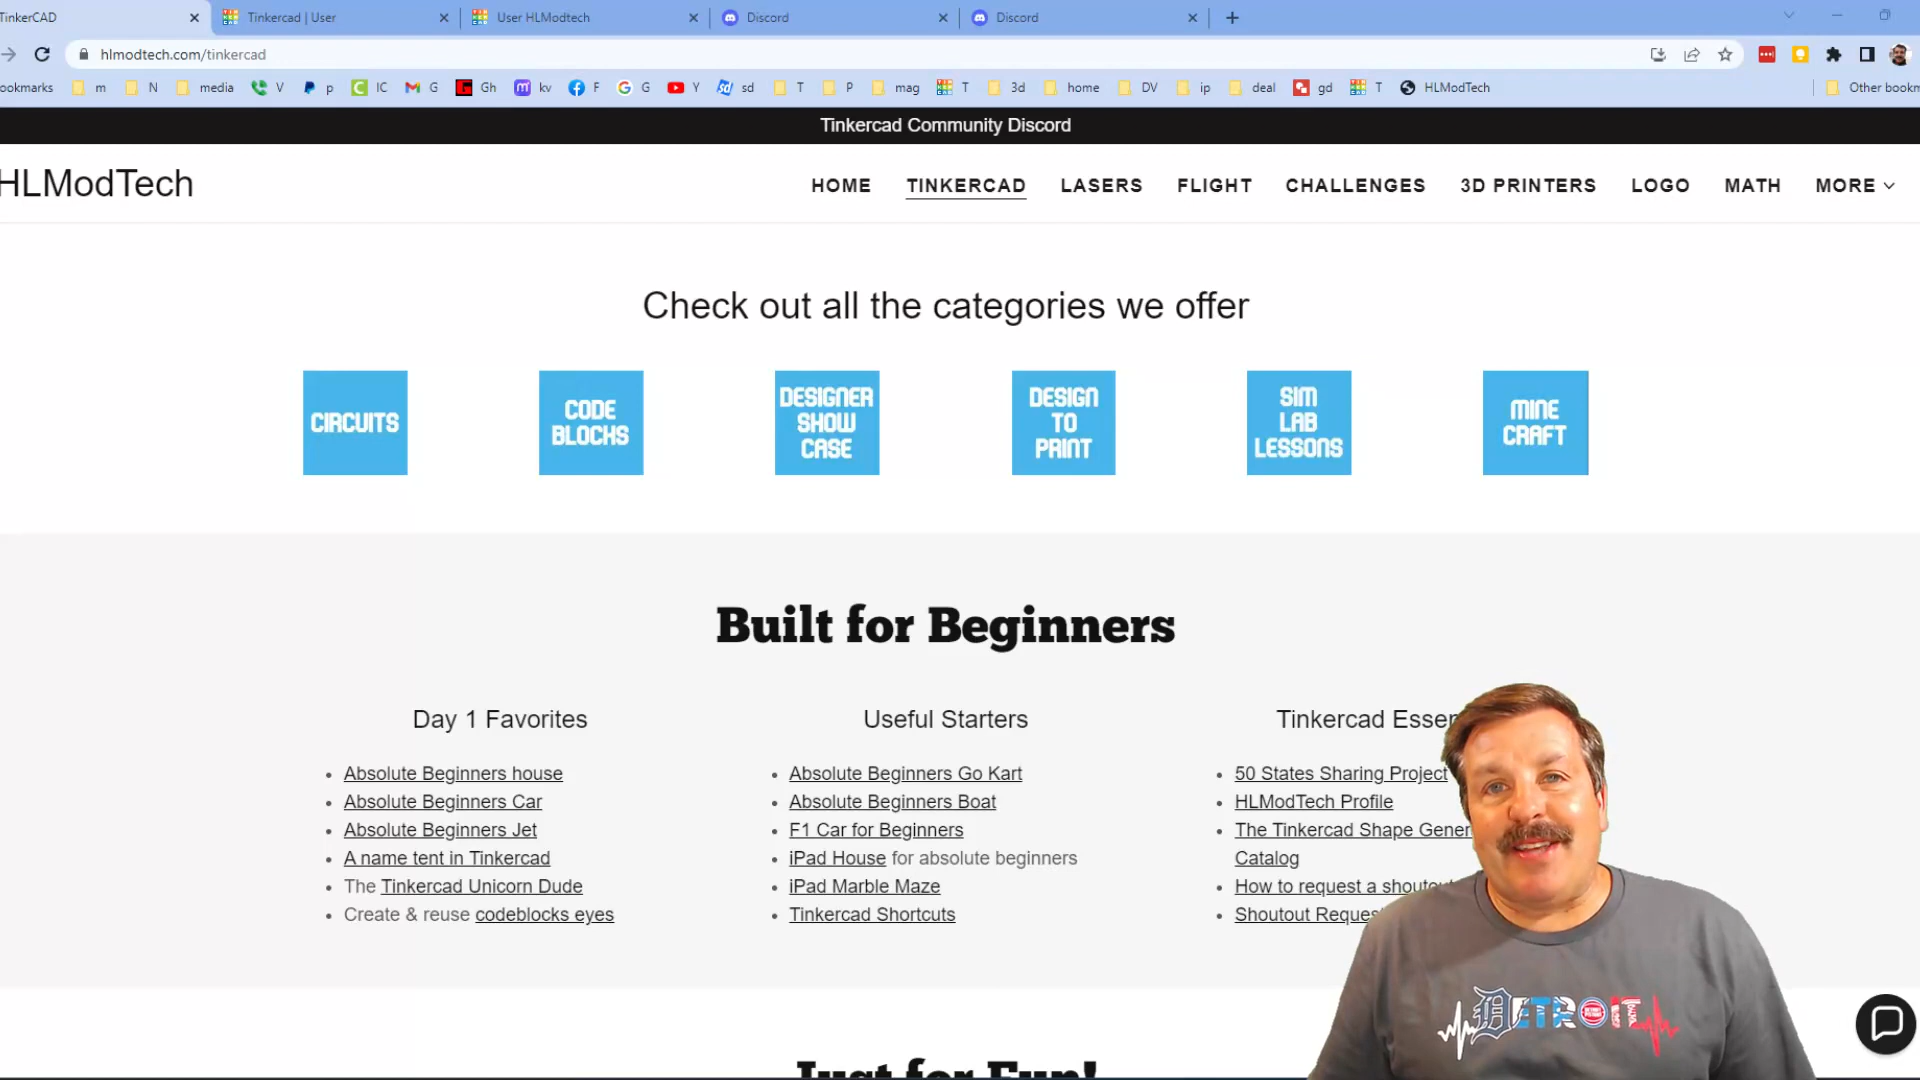 TinkerCAD
Tinkercad | User
User HLModtech
Discord
Discord
hlmodtech.com/tinkercad
ookmarks m N media V p IC G Gh kv F G Y sd T P mag T 3d home DV ip deal gd T HLModTech Other bookm
Tinkercad Community Discord
HLModTech
HOME TINKERCAD LASERS FLIGHT CHALLENGES 3D PRINTERS LOGO MATH MORE
Check out all the categories we offer
CIRCUITS
CODE
BLOCKS
DESIGNER
SHOW
CASE
DESIGN
TO
PRINT
SIM
LAB
LESSONS
MINE
CRAFT
Built for Beginners
Day 1 Favorites
Absolute Beginners house
Absolute Beginners Car
Absolute Beginners Jet
A name tent in Tinkercad
The Tinkercad Unicorn Dude
Create & reuse codeblocks eyes
Useful Starters
Absolute Beginners Go Kart
Absolute Beginners Boat
F1 Car for Beginners
iPad House for absolute beginners
iPad Marble Maze
Tinkercad Shortcuts
Tinkercad Esser
50 States Sharing Project
HLModTech Profile
The Tinkercad Shape Gener
Catalog
How to request a shoutout
Shoutout Reques
DETROIT
Just for Fun!